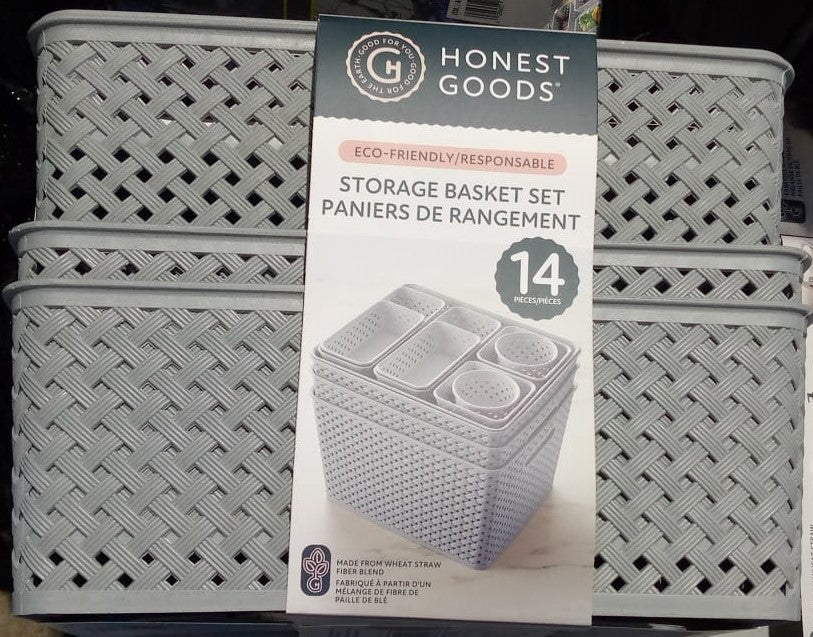 GOOD FOR YOU · GOOD FOR THE EARTH ·
GH
HONEST
GOODS®
ECO-FRIENDLY/RESPONSABLE
STORAGE BASKET SET
PANIERS DE RANGEMENT
14
PIECES/PIÈCES
G
MADE FROM WHEAT STRAW
FIBER BLEND
FABRIQUÉ À PARTIR D'UN
MÉLANGE DE FIBRE DE
PAILLE DE BLÉ